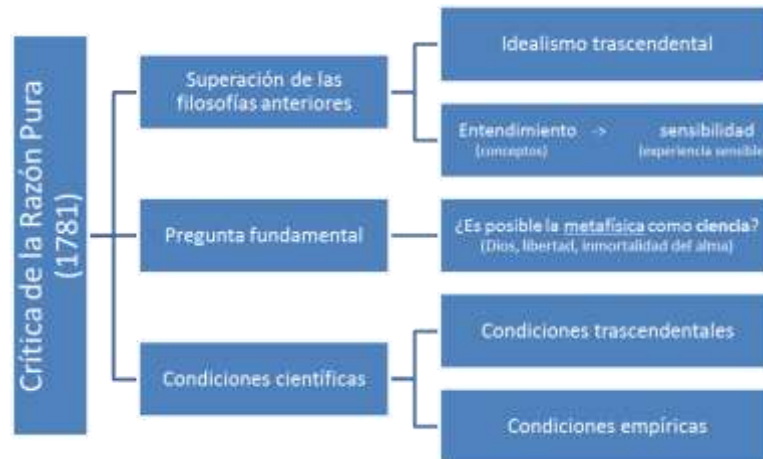 Crítica de la Razón Pura
(1781)
Superación de las
filosofías anteriores
Idealismo trascendental
Entendimiento -> sensibilidad
(conceptos) (experiencia sensible
Pregunta fundamental
¿Es posible la metafísica como ciencia?
(Dios, libertad, inmortalidad del alma)
Condiciones científicas
Condiciones trascendentales
Condiciones empíricas